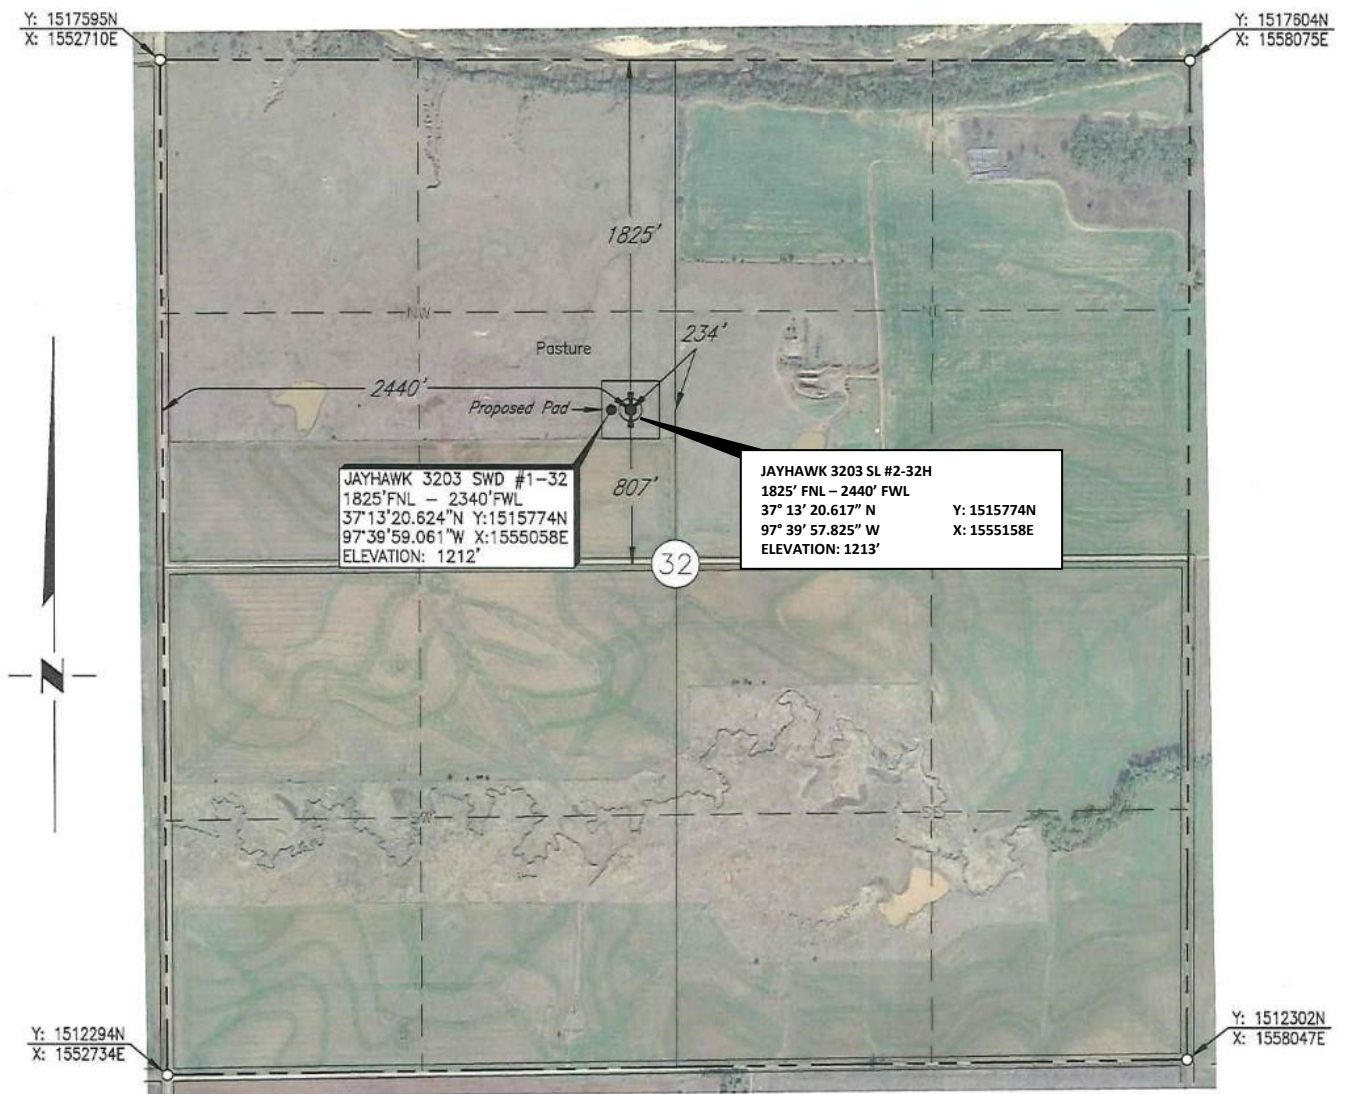 Y: 1517595N
X: 1552710E
Y: 1517604N
X: 1558075E
1825'
NW
NE
234'
Pasture
2440'
Proposed Pad
JAYHAWK 3203 SWD #1-32
1825'FNL - 2340'FWL
37°13'20.624"N Y:1515774N
97°39'59.061"W X:1555058E
ELEVATION: 1212'
807'
JAYHAWK 3203 SL #2-32H
1825' FNL – 2440' FWL
37° 13' 20.617" N Y: 1515774N
97° 39' 57.825" W X: 1555158E
ELEVATION: 1213'
32
N
SW
SE
Y: 1512294N
X: 1552734E
Y: 1512302N
X: 1558047E